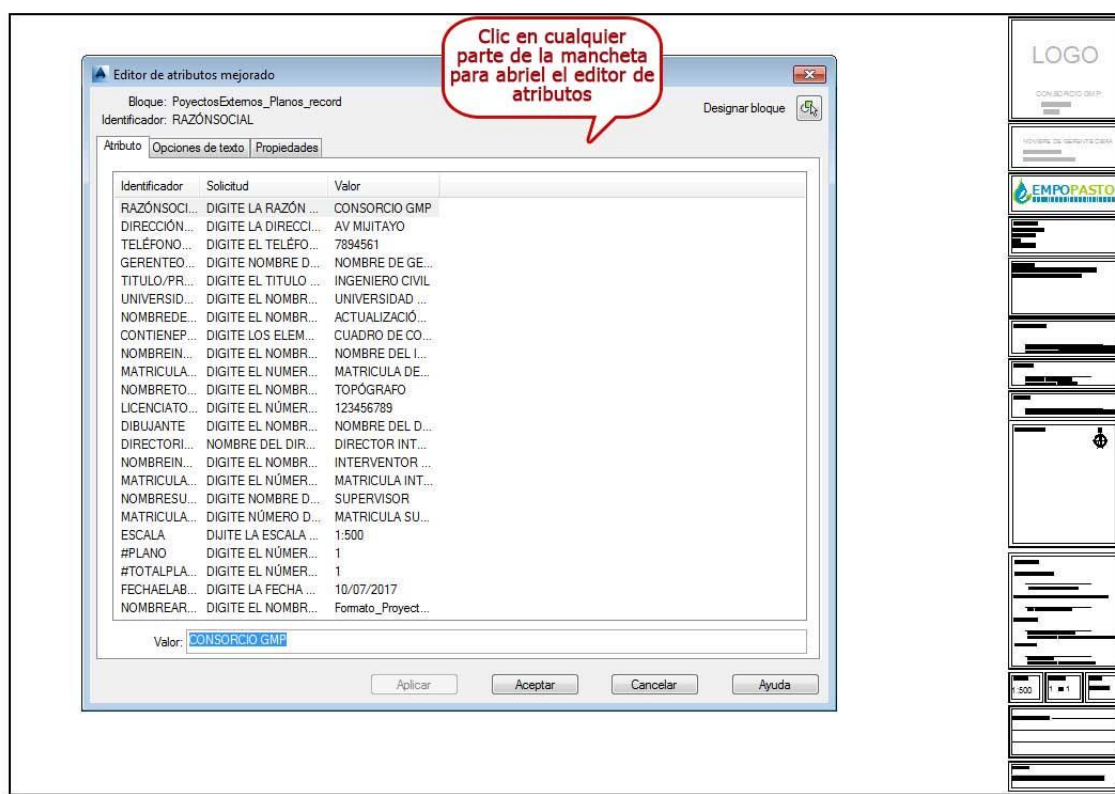 Clic en cualquier
parte de la mancheta
para abriel el editor de
atributos
Editor de atributos mejorado
Bloque: PoyectosExternos_Planos_record
Designar bloque
Identificador: RAZÓNSOCIAL
Atributo Opciones de texto Propiedades
Identificador Solicitud Valor
RAZÓNSOCI... DIGITE LA RAZÓN ... CONSORCIO GMP
DIRECCIÓN... DIGITE LA DIRECCI... AV MIJITAYO
TELÉFONO... DIGITE EL TELÉFO... 7894561
GERENTEO... DIGITE NOMBRE D... NOMBRE DE GE...
TITULO/PR... DIGITE EL TITULO ... INGENIERO CIVIL
UNIVERSID... DIGITE EL NOMBR... UNIVERSIDAD ...
NOMBREDE... DIGITE EL NOMBR... ACTUALIZACIÓ...
CONTIENEP... DIGITE LOS ELEM... CUADRO DE CO...
NOMBREIN... DIGITE EL NOMBR... NOMBRE DEL I...
MATRICULA... DIGITE EL NUMER... MATRICULA DE...
NOMBRETO... DIGITE EL NOMBR... TOPÓGRAFO
LICENCIATO... DIGITE EL NÚMER... 123456789
DIBUJANTE DIGITE EL NOMBR... NOMBRE DEL D...
DIRECTORI... NOMBRE DEL DIR... DIRECTOR INT...
NOMBREIN... DIGITE EL NOMBR... INTERVENTOR ...
MATRICULA... DIGITE EL NÚMER... MATRICULA INT...
NOMBRESU... DIGITE NOMBRE D... SUPERVISOR
MATRICULA... DIGITE NÚMERO D... MATRICULA SU...
ESCALA DIJITE LA ESCALA ... 1:500
#PLANO DIGITE EL NÚMER... 1
#TOTALPLA... DIGITE EL NÚMER... 1
FECHAELAB... DIGITE LA FECHA ... 10/07/2017
NOMBREAR... DIGITE EL NOMBR... Formato_Proyect...
Valor: CONSORCIO GMP
Aplicar Aceptar Cancelar Ayuda
LOGO
CONSORCIO GMP
NOMBRE DE GERENTE OBRA
EMPOPASTO
1:500 1 1